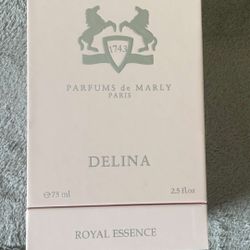 1743
PARFUMS de MARLY
PARIS
DELINA
℮75 ml 2.5 fl oz
ROYAL ESSENCE